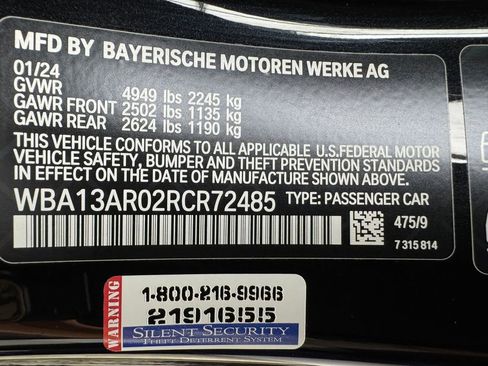 MFD BY BAYERISCHE MOTOREN WERKE AG
01/24
GVWR 4949 lbs 2245 kg
GAWR FRONT 2502 lbs 1135 kg
GAWR REAR 2624 lbs 1190 kg
THIS VEHICLE CONFORMS TO ALL APPLICABLE U.S.FEDERAL MOTOR
VEHICLE SAFETY, BUMPER AND THEFT PREVENTION STANDARDS
IN EFFECT ON THE DATE OF MANUFACTURE SHOWN ABOVE.
WBA13AR02RCR72485 TYPE: PASSENGER CAR
475/9
7 315 814
WARNING
1-800-216-9966
21916515
SILENT SECURITY
THEFT DETERRENT SYSTEM